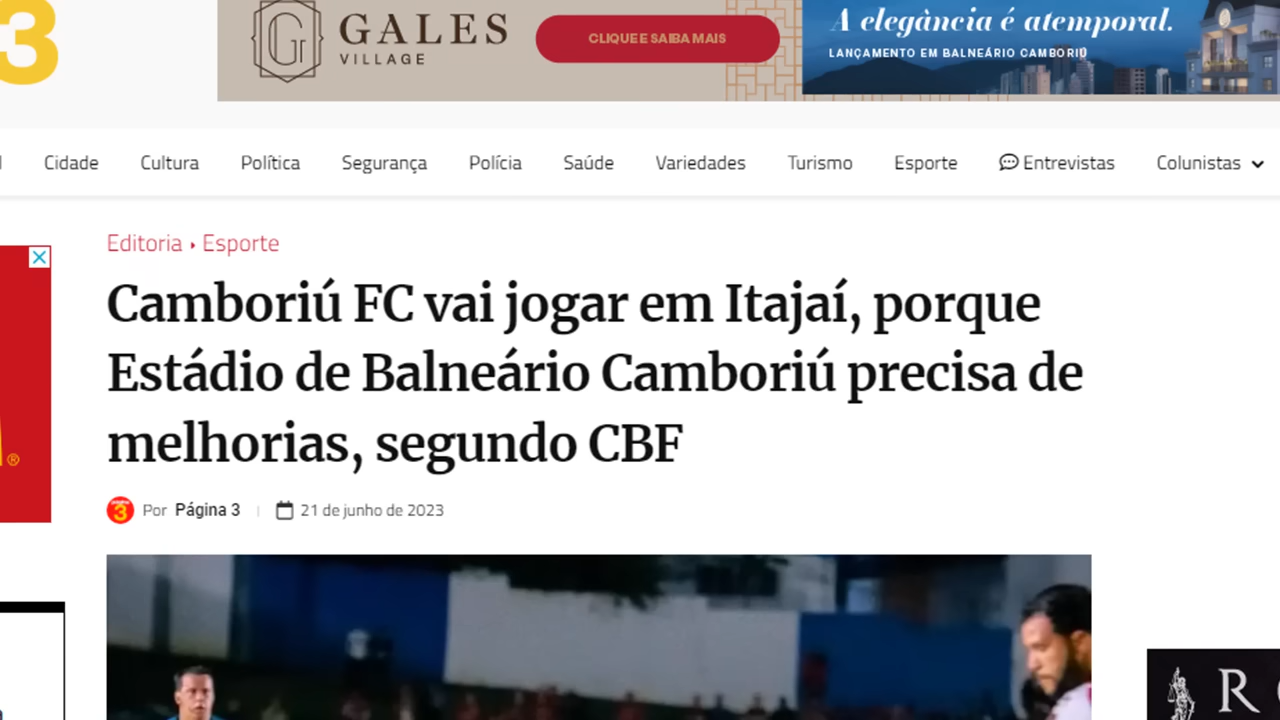 3
GALES
VILLAGE
CLIQUE E SAIBA MAIS
A elegância é atemporal.
LANÇAMENTO EM BALNEÁRIO CAMBORIÚ
Cidade Cultura Política Segurança Polícia Saúde Variedades Turismo Esporte Entrevistas Colunistas
Editoria Esporte
Camboriú FC vai jogar em Itajaí, porque
Estádio de Balneário Camboriú precisa de
melhorias, segundo CBF
3 Por Página 3 | 21 de junho de 2023
®
R